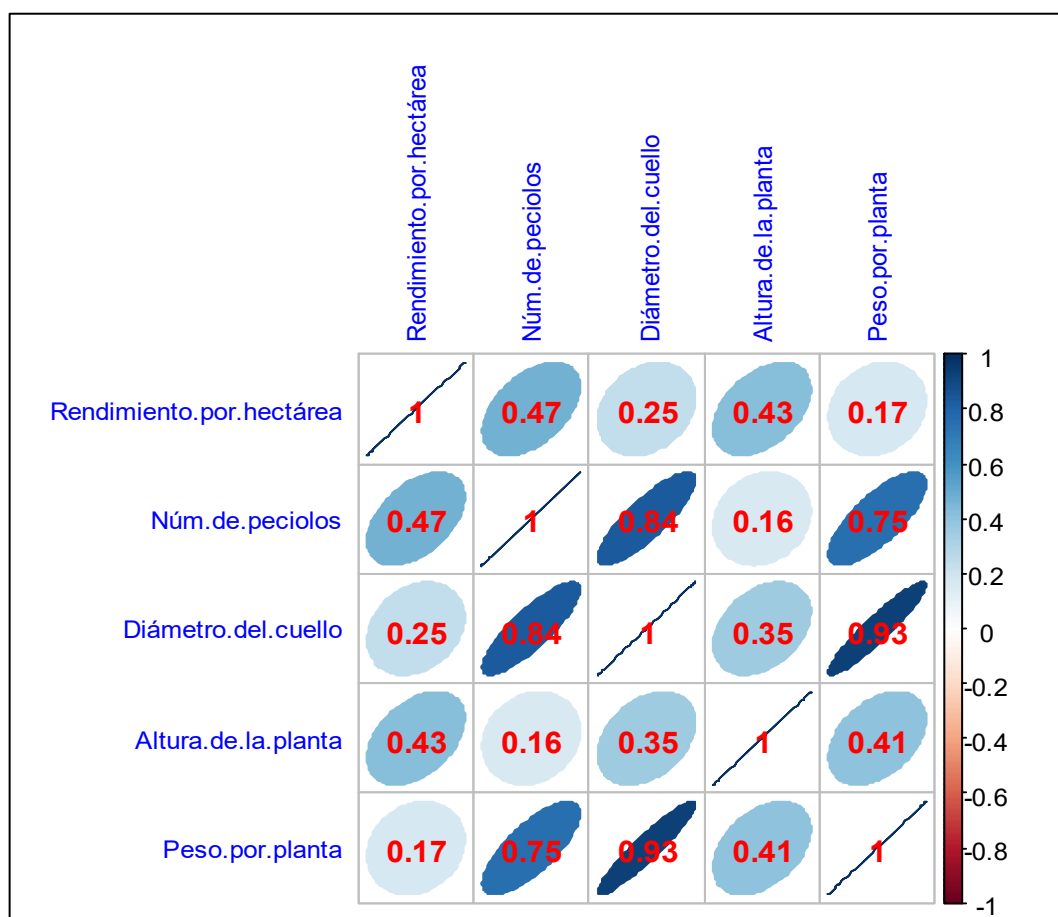 Rendimiento.por.hectárea
Núm.de.peciolos
Diámetro.del.cuello
Altura.de.la.planta
Peso.por.planta
Rendimiento.por.hectárea 1 0.47 0.25 0.43 0.17
Núm.de.peciolos 0.47 1 0.84 0.16 0.75
Diámetro.del.cuello 0.25 0.84 1 0.35 0.93
Altura.de.la.planta 0.43 0.16 0.35 1 0.41
Peso.por.planta 0.17 0.75 0.93 0.41 1
1
0.8
0.6
0.4
0.2
0
-0.2
-0.4
-0.6
-0.8
-1